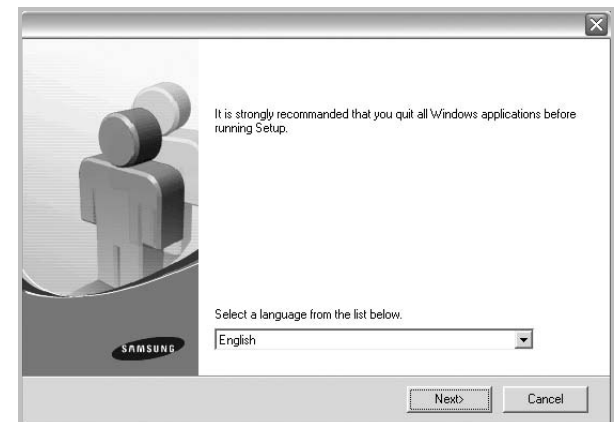 It is strongly recommanded that you quit all Windows applications before
running Setup.
Select a language from the list below.
English
SAMSUNG
Next>
Cancel